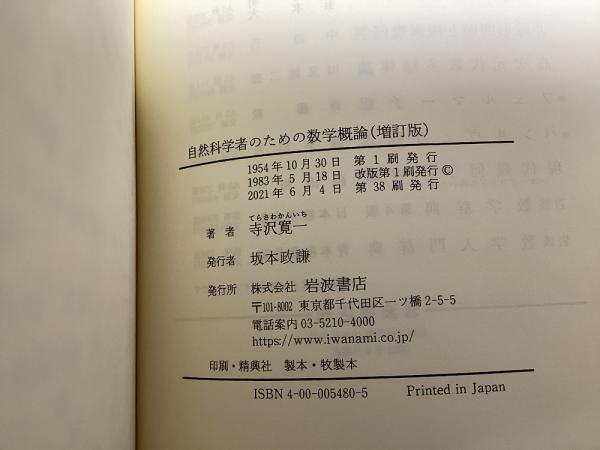 自然科学者のための数学概論(増訂版)
1954年10月30日 第1刷発行
1983年5月18日 改版第1刷発行©
2021年6月4日 第38刷発行
てらさわかんいち
著者 寺沢寛一
発行者 坂本政謙
発行所 株式会社 岩波書店
〒101-8002 東京都千代田区一ツ橋2-5-5
電話案内 03-5210-4000
https://www.iwanami.co.jp/
印刷・精興社 製本・牧製本
ISBN 4-00-005480-5 Printed in Japan